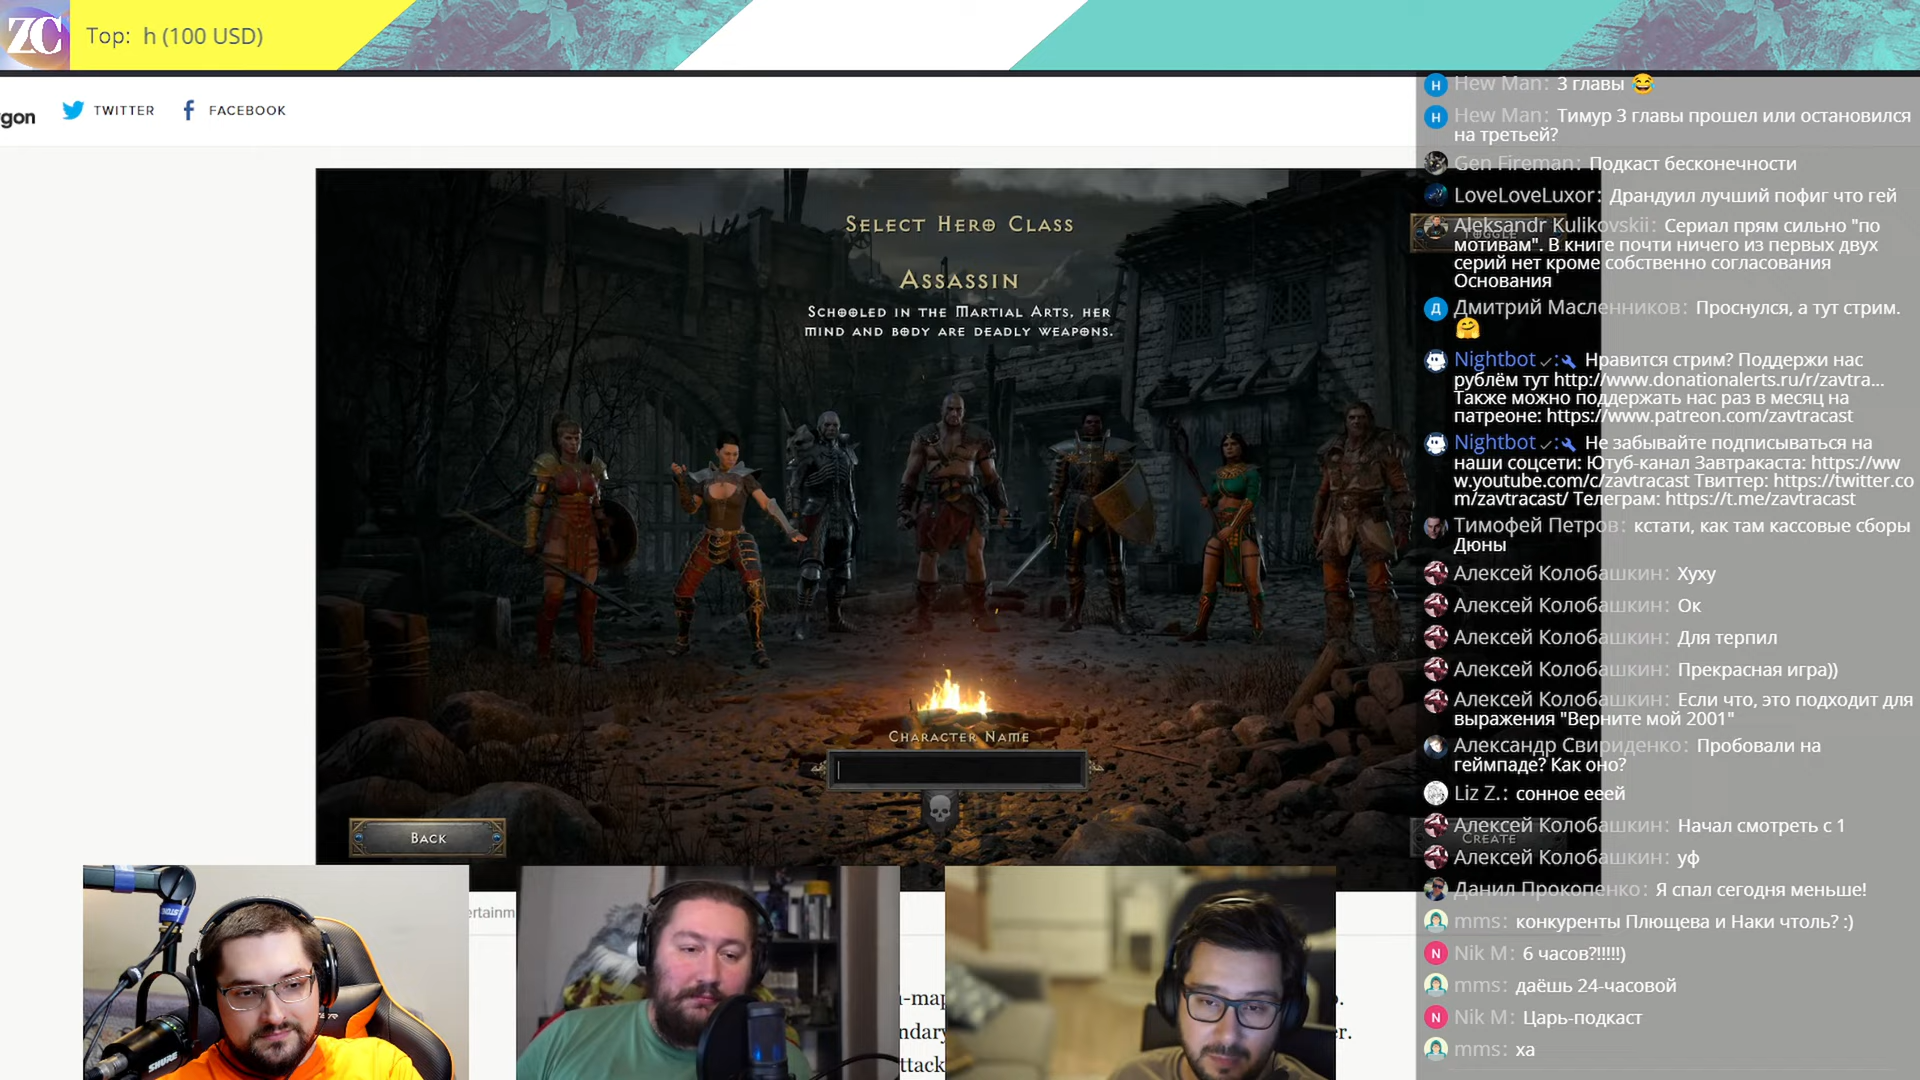 ZC
Top: h (100 USD)
gon
TWITTER
FACEBOOK
SELECT HERO CLASS
ASSASSIN
SCHOOLED IN THE MARTIAL ARTS, HER
MIND AND BODY ARE DEADLY WEAPONS.
CHARACTER NAME
BACK
TOGGLE
CREATE
ertainm
n-map
ndary
er.
ttack
SHURE
Hew Man: 3 главы 😂
Hew Man: Тимур 3 главы прошел или остановился
на третьей?
Gen Fireman: Подкаст бесконечности
LoveLoveLuxor: Драндуил лучший пофиг что гей
Aleksandr Kulikovskii: Сериал прям сильно "по
мотивам". В книге почти ничего из первых двух
серий нет кроме собственно согласования
Основания
Дмитрий Масленников: Проснулся, а тут стрим.
🤗
Nightbot ✓:🔧 Нравится стрим? Поддержи нас
рублём тут http://www.donationalerts.ru/r/zavtra...
Также можно поддержать нас раз в месяц на
патреоне: https://www.patreon.com/zavtracast
Nightbot ✓:🔧 Не забывайте подписываться на
наши соцсети: Ютуб-канал Завтракаста: https://ww
w.youtube.com/c/zavtracast Твиттер: https://twitter.co
m/zavtracast/ Телеграм: https://t.me/zavtracast
Тимофей Петров: кстати, как там кассовые сборы
Дюны
Алексей Колобашкин: Хуху
Алексей Колобашкин: Ок
Алексей Колобашкин: Для терпил
Алексей Колобашкин: Прекрасная игра))
Алексей Колобашкин: Если что, это подходит для
выражения "Верните мой 2001"
Александр Свириденко: Пробовали на
геймпаде? Как оно?
Liz Z.: сонное ееей
Алексей Колобашкин: Начал смотреть с 1
Алексей Колобашкин: уф
Данил Прокопенко: Я спал сегодня меньше!
mms: конкуренты Плющева и Наки чтоль? :)
Nik M: 6 часов?!!!!!)
mms: даёшь 24-часовой
Nik M: Царь-подкаст
mms: ха